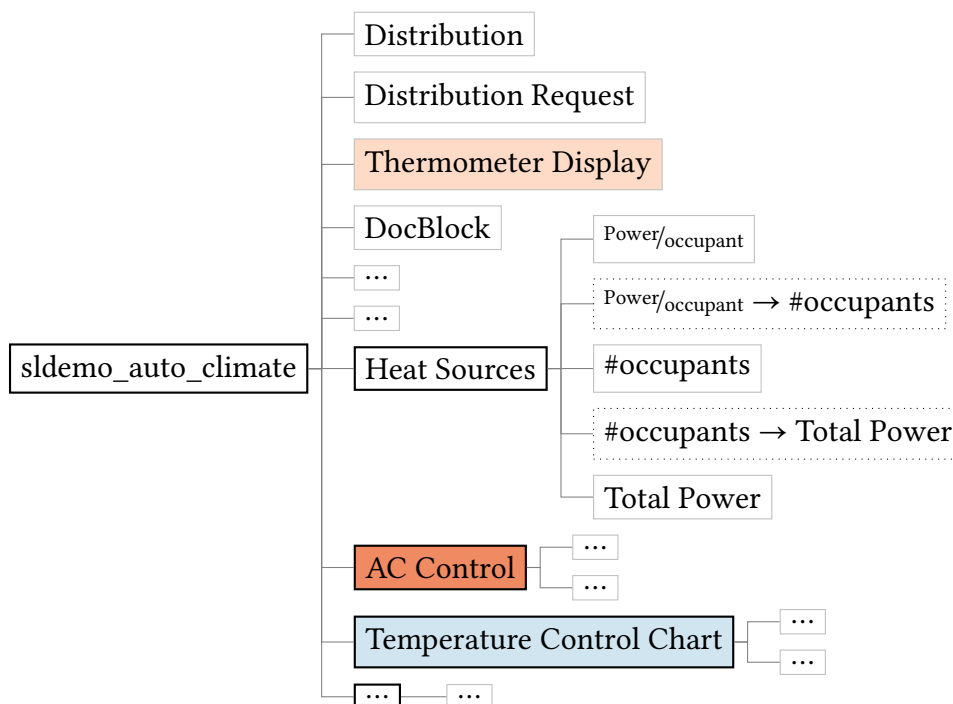 Distribution
Distribution Request
Thermometer Display
DocBlock
Power/occupant
...
Power/occupant → #occupants
...
sldemo_auto_climate
Heat Sources
#occupants
#occupants → Total Power
Total Power
...
AC Control
...
...
Temperature Control Chart
...
... ...